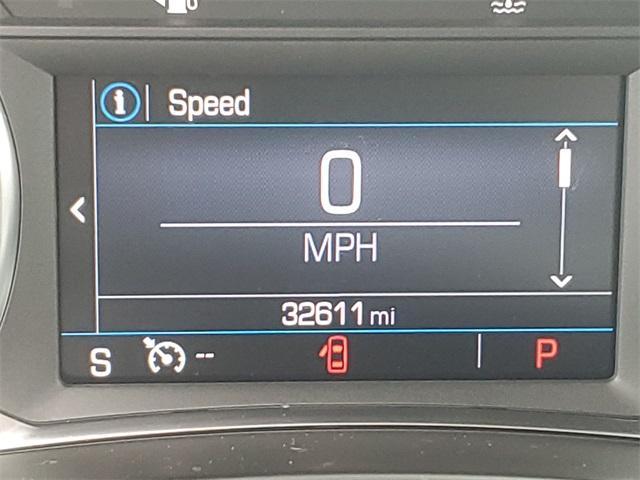 i Speed
0
MPH
32611 mi
S -- P